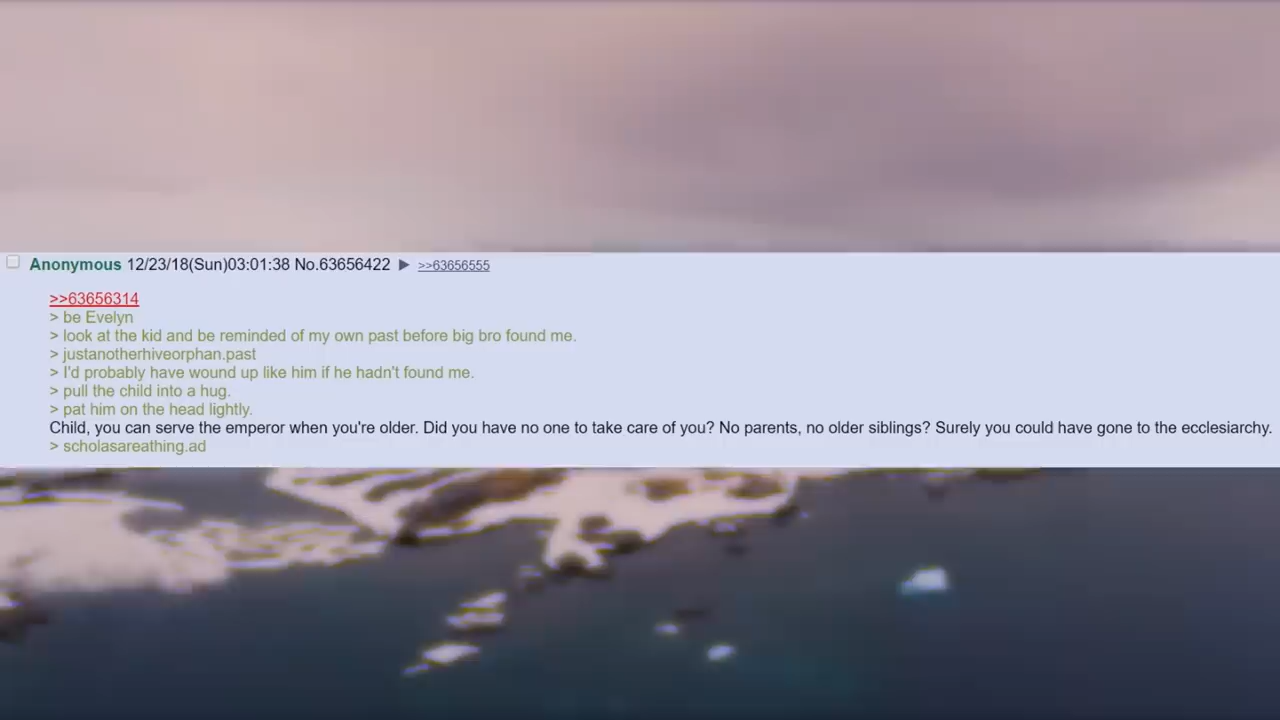 Anonymous 12/23/18(Sun)03:01:38 No.63656422 ▶ >>63656555
>>63656314
> be Evelyn
> look at the kid and be reminded of my own past before big bro found me.
> justanotherhiveorphan.past
> I'd probably have wound up like him if he hadn't found me.
> pull the child into a hug.
> pat him on the head lightly.
Child, you can serve the emperor when you're older. Did you have no one to take care of you? No parents, no older siblings? Surely you could have gone to the ecclesiarchy.
> scholasareathing.ad